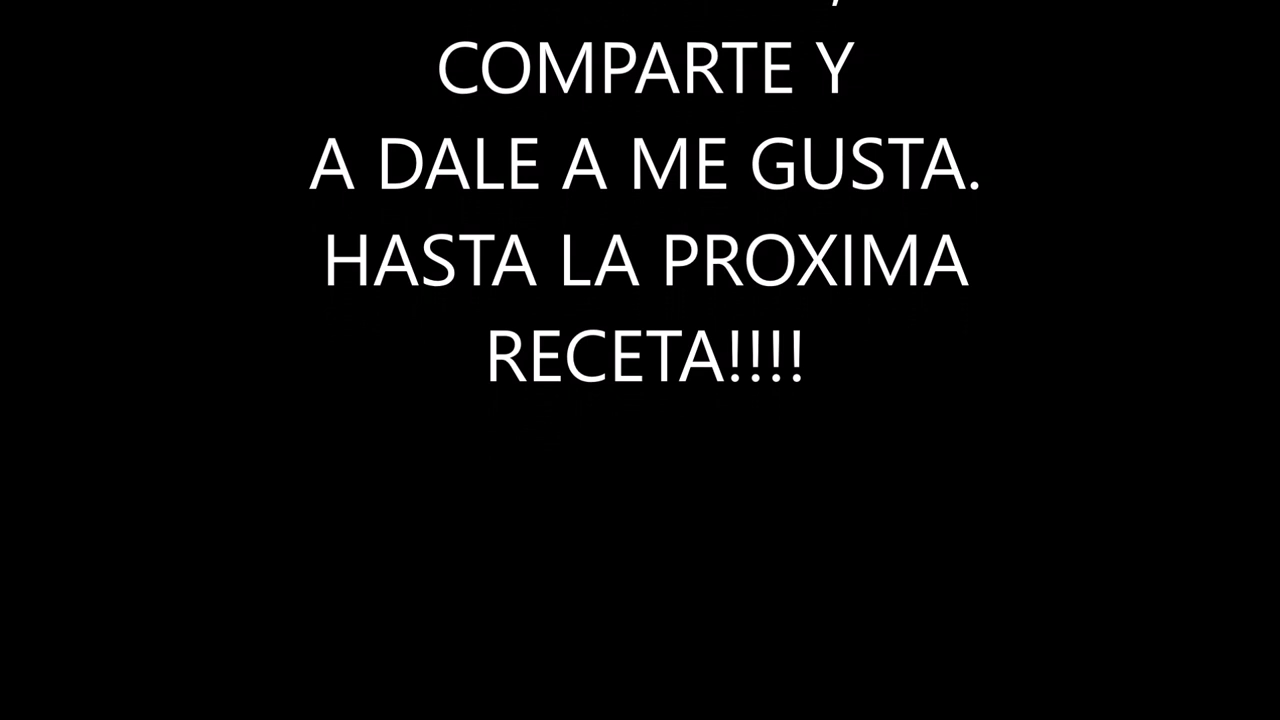 COMPARTE Y
A DALE A ME GUSTA.
HASTA LA PROXIMA
RECETA!!!!